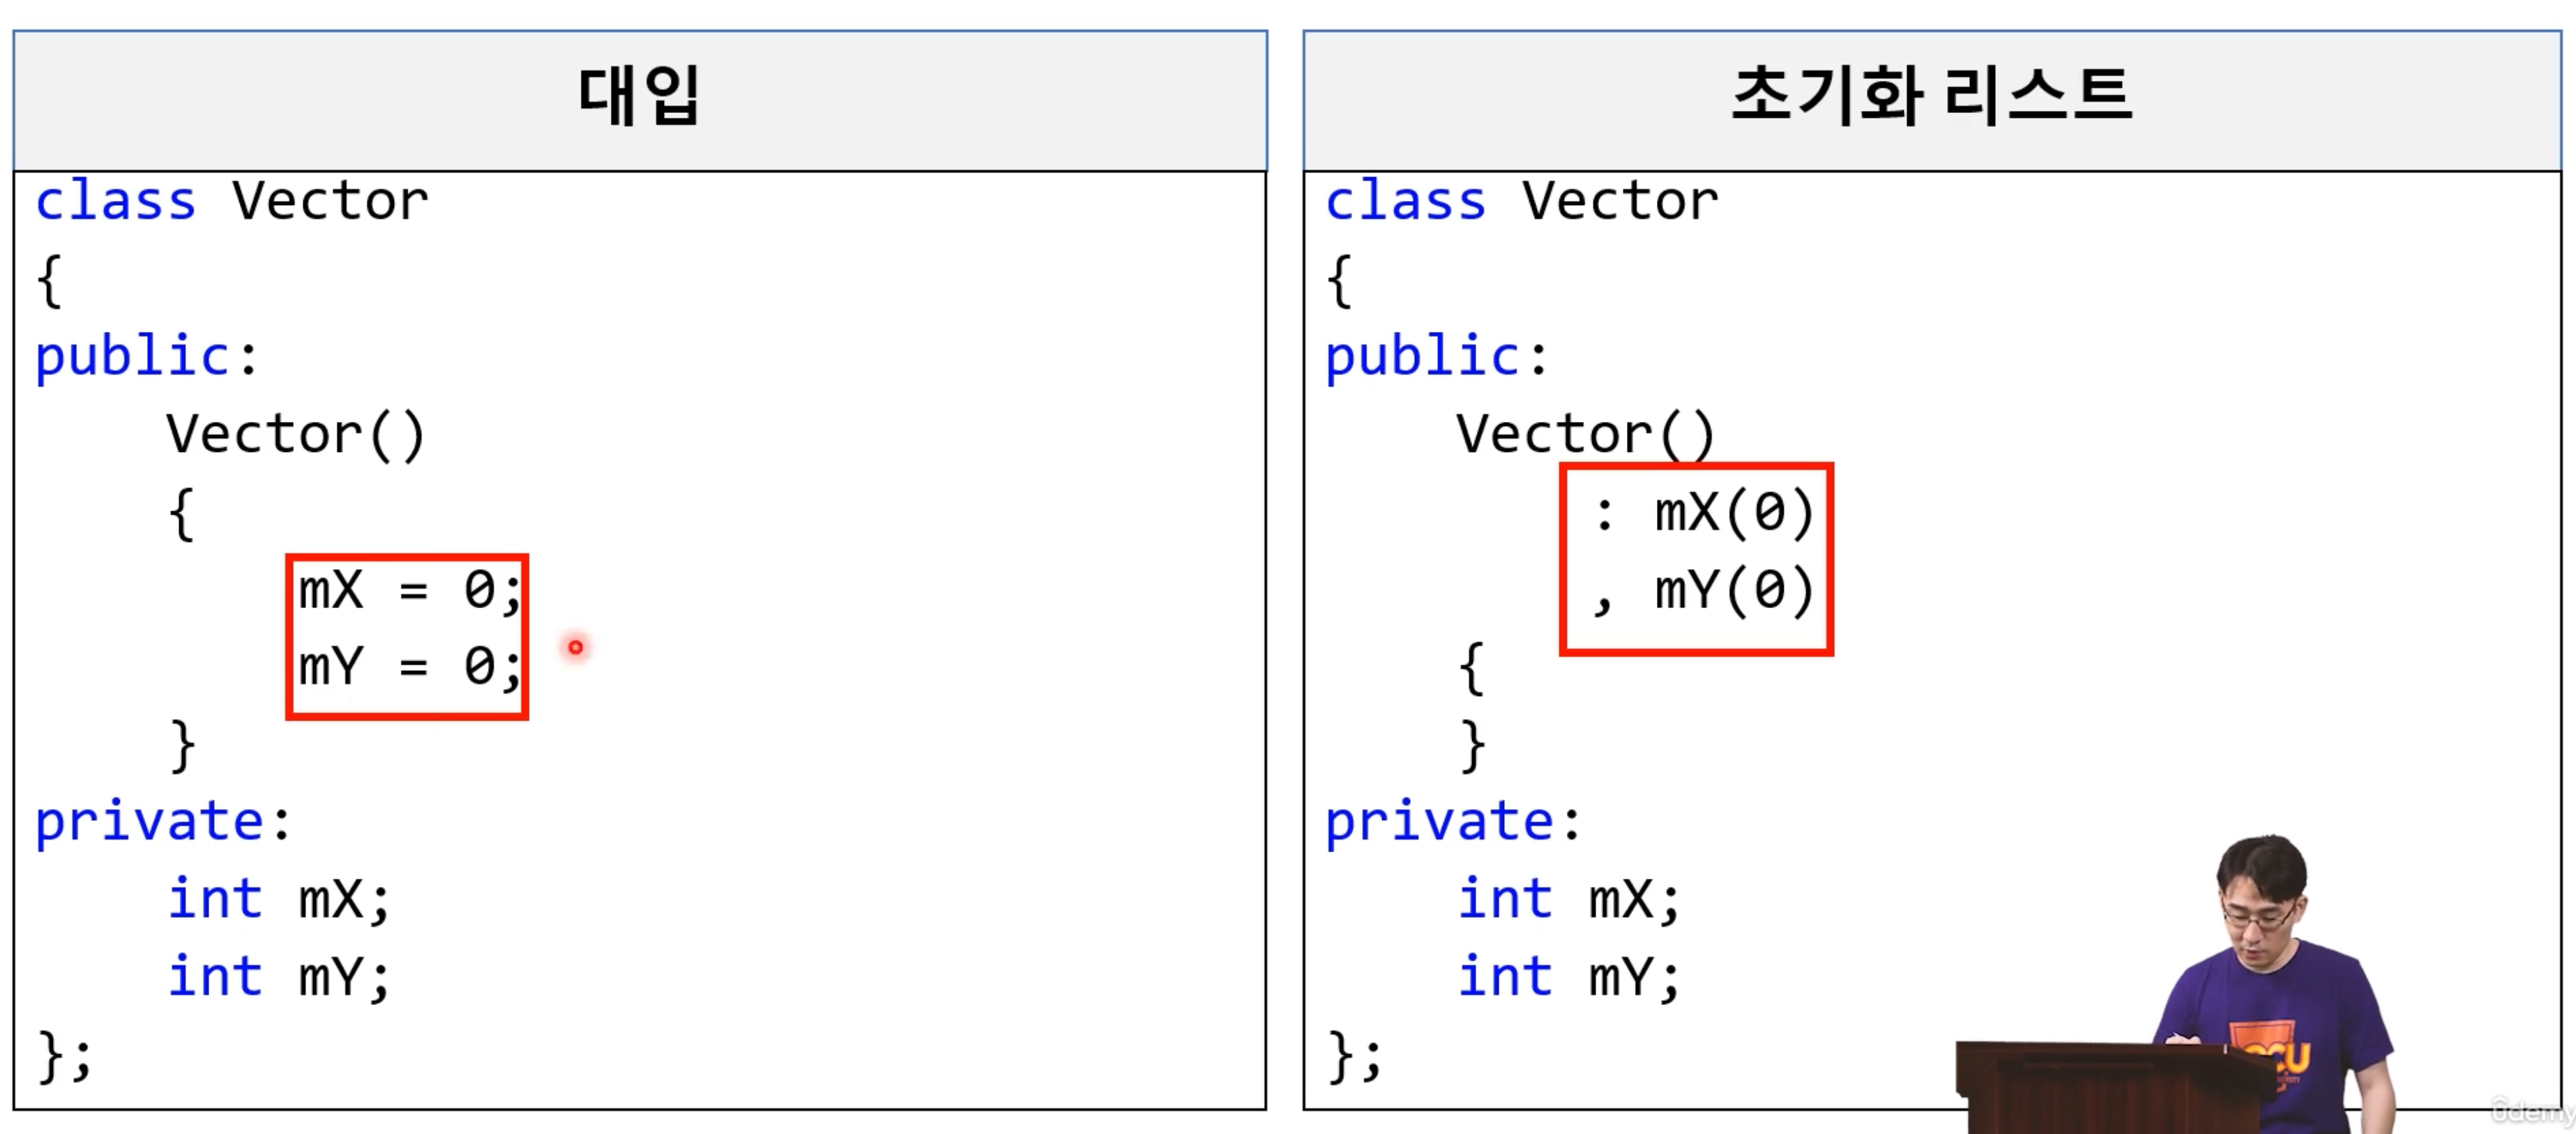 대입
class Vector
{
public:
Vector()
{
mX = 0;
mY = 0;
}
private:
int mX;
int mY;
};
초기화 리스트
class Vector
{
public:
Vector()
: mX(0)
, mY(0)
{
}
private:
int mX;
int mY;
};
udemy